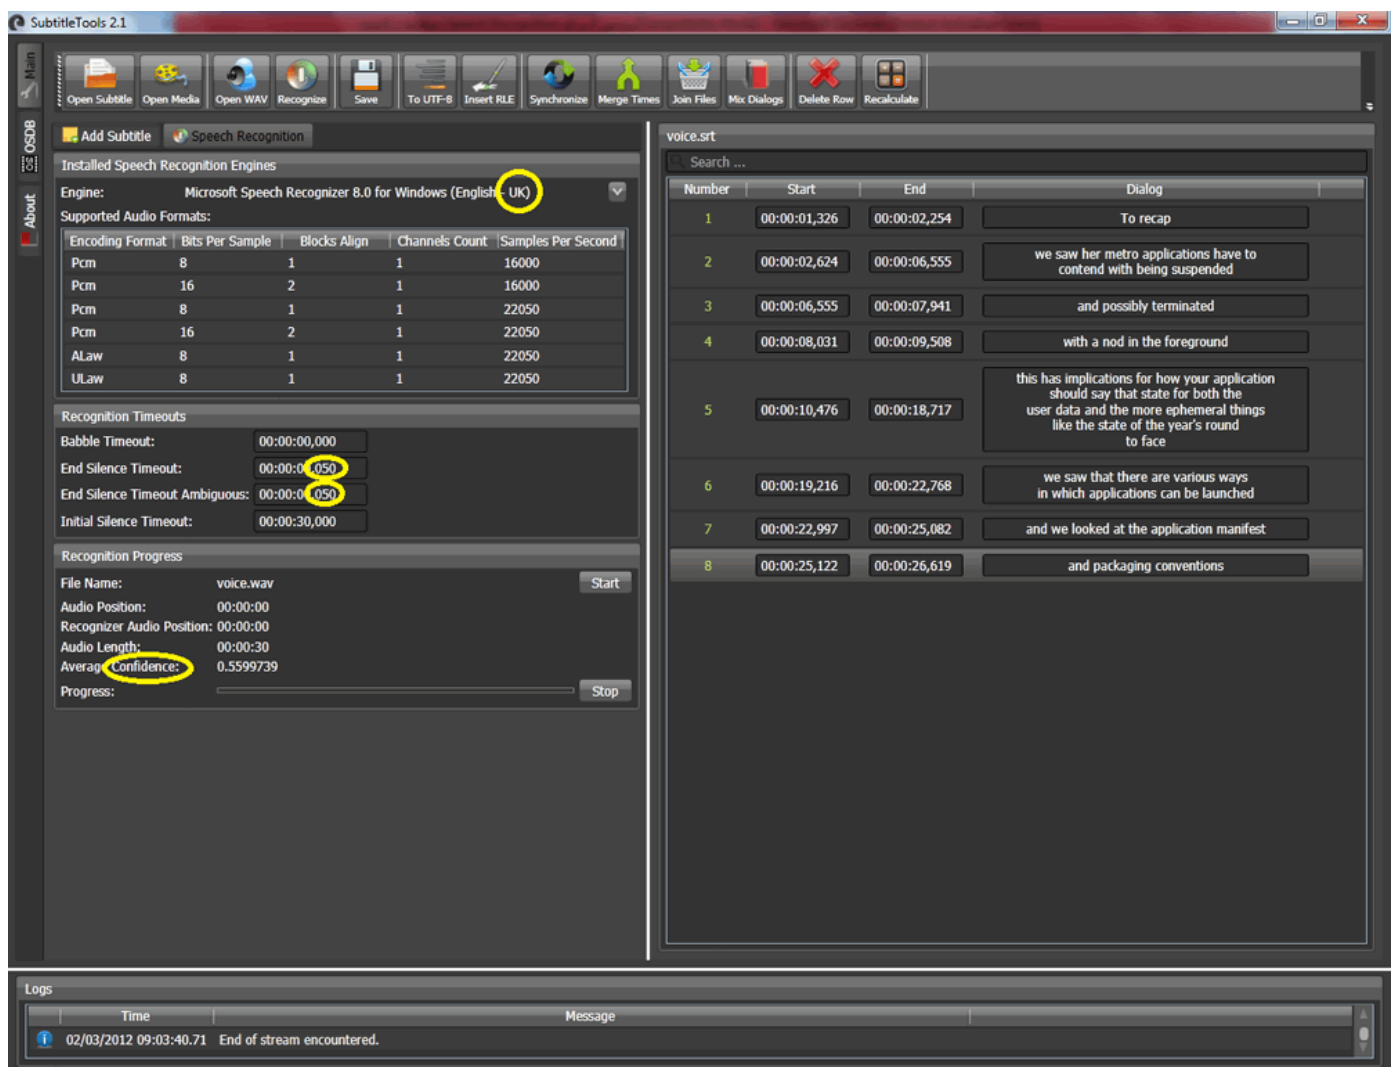 SubtitleTools 2.1
Main
OSDB
About
Open Subtitle Open Media Open WAV Recognize Save To UTF-8 Insert RLE Synchronize Merge Times Join Files Mix Dialogs Delete Row Recalculate
Add Subtitle Speech Recognition
Installed Speech Recognition Engines
Engine: Microsoft Speech Recognizer 8.0 for Windows (English - UK)
Supported Audio Formats:
Encoding Format Bits Per Sample Blocks Align Channels Count Samples Per Second
Pcm 8 1 1 16000
Pcm 16 2 1 16000
Pcm 8 1 1 22050
Pcm 16 2 1 22050
ALaw 8 1 1 22050
ULaw 8 1 1 22050
Recognition Timeouts
Babble Timeout: 00:00:00,000
End Silence Timeout: 00:00:0 ,050
End Silence Timeout Ambiguous: 00:00:0 ,050
Initial Silence Timeout: 00:00:30,000
Recognition Progress
File Name: voice.wav Start
Audio Position: 00:00:00
Recognizer Audio Position: 00:00:00
Audio Length: 00:00:30
Average Confidence: 0.5599739
Progress: Stop
voice.srt
Search ...
Number Start End Dialog
1 00:00:01,326 00:00:02,254 To recap
2 00:00:02,624 00:00:06,555 we saw her metro applications have to
contend with being suspended
3 00:00:06,555 00:00:07,941 and possibly terminated
4 00:00:08,031 00:00:09,508 with a nod in the foreground
this has implications for how your application
should say that state for both the
5 00:00:10,476 00:00:18,717 user data and the more ephemeral things
like the state of the year's round
to face
6 00:00:19,216 00:00:22,768 we saw that there are various ways
in which applications can be launched
7 00:00:22,997 00:00:25,082 and we looked at the application manifest
8 00:00:25,122 00:00:26,619 and packaging conventions
Logs
Time Message
02/03/2012 09:03:40.71 End of stream encountered.